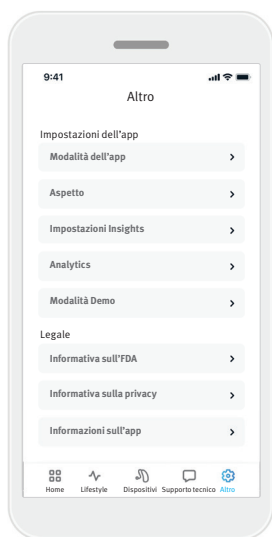 9:41
Altro
Impostazioni dell'app
Modalità dell'app
Aspetto
Impostazioni Insights
Analytics
Modalità Demo
Legale
Informativa sull'FDA
Informativa sulla privacy
Informazioni sull'app
Home Lifestyle Dispositivi Supporto tecnico Altro